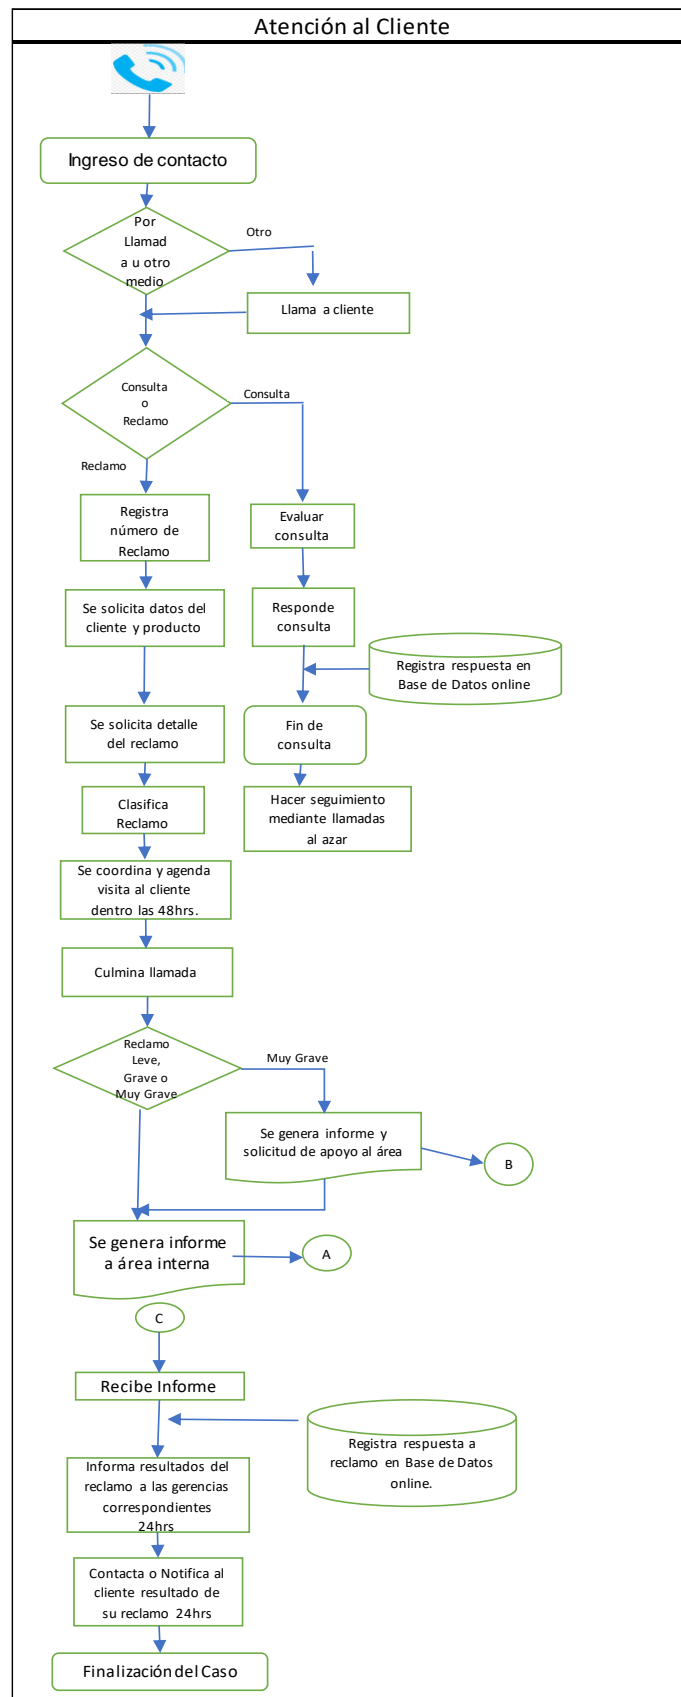 Atención al Cliente
Ingreso de contacto
Por
Llamad
a u otro
medio
Otro
Llama a cliente
Consulta
o
Reclamo
Consulta
Reclamo
Registra
número de
Reclamo
Evaluar
consulta
Se solicita datos del
cliente y producto
Responde
consulta
Registra respuesta en
Base de Datos online
Se solicita detalle
del reclamo
Fin de
consulta
Clasifica
Reclamo
Hacer seguimiento
mediante llamadas
al azar
Se coordina y agenda
visita al cliente
dentro las 48hrs.
Culmina llamada
Reclamo
Leve,
Grave o
Muy Grave
Muy Grave
Se genera informe y
solicitud de apoyo al área
B
Se genera informe
a área interna
A
C
Recibe Informe
Registra respuesta a
reclamo en Base de Datos
online.
Informa resultados del
reclamo a las gerencias
correspondientes
24hrs
Contacta o Notifica al
cliente resultado de
su reclamo 24hrs
Finalización del Caso